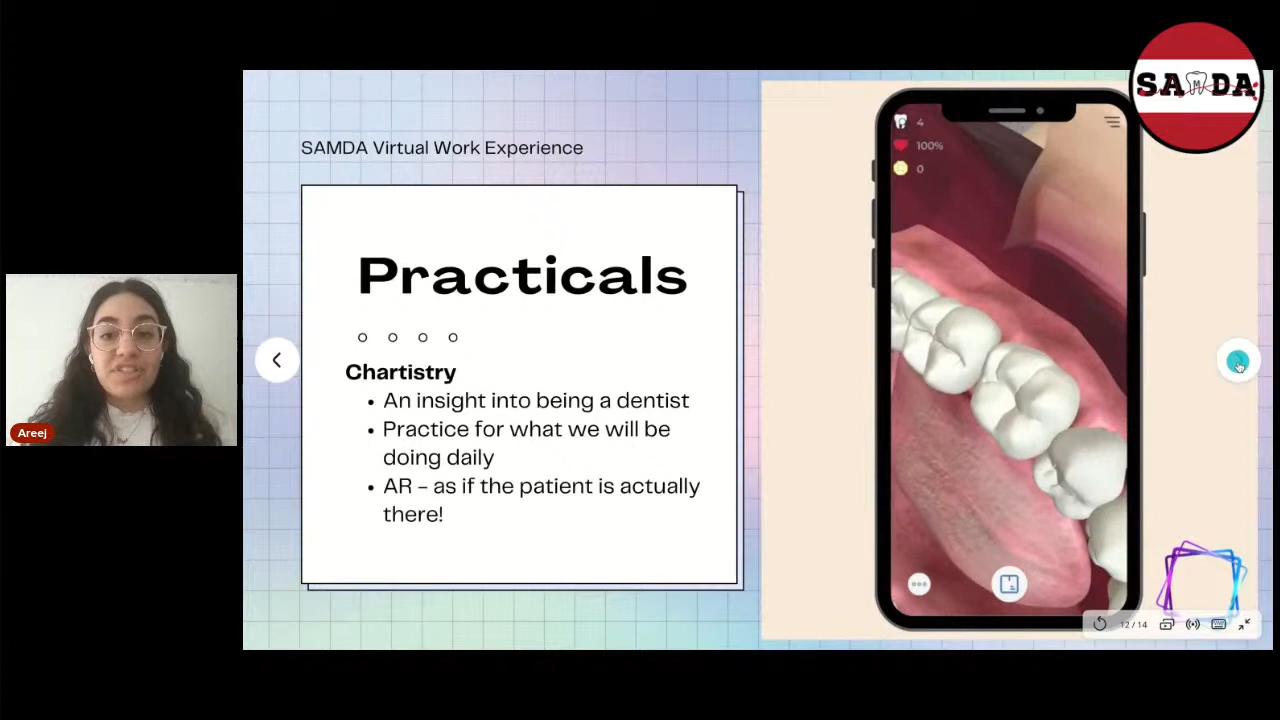 SAMDA
SAMDA Virtual Work Experience
4
100%
0
Practicals
Chartistry
• An insight into being a dentist
• Practice for what we will be
doing daily
• AR – as if the patient is actually
there!
Areej
12 / 14